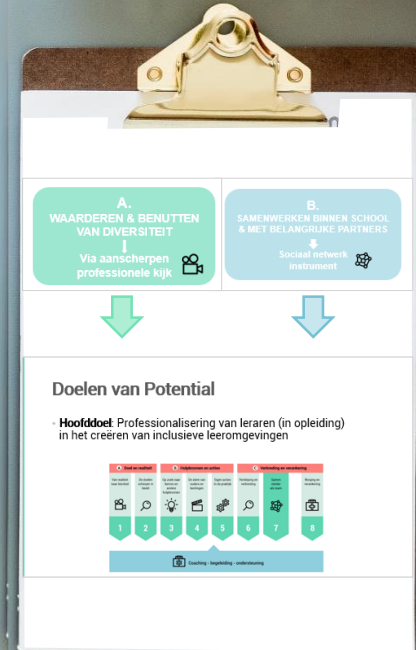 A.
WAARDEREN & BENUTTEN
VAN DIVERSITEIT
Via aanscherpen
professionele kijk
B.
SAMENWERKEN BINNEN SCHOOL
& MET BELANGRIJKE PARTNERS
Sociaal netwerk
instrument
Doelen van Potential
Hoofddoel: Professionalisering van leraren (in opleiding)
in het creëren van inclusieve leeromgevingen
1 2 3 4 5 6 7 8
Coaching - begeleiding - ondersteuning